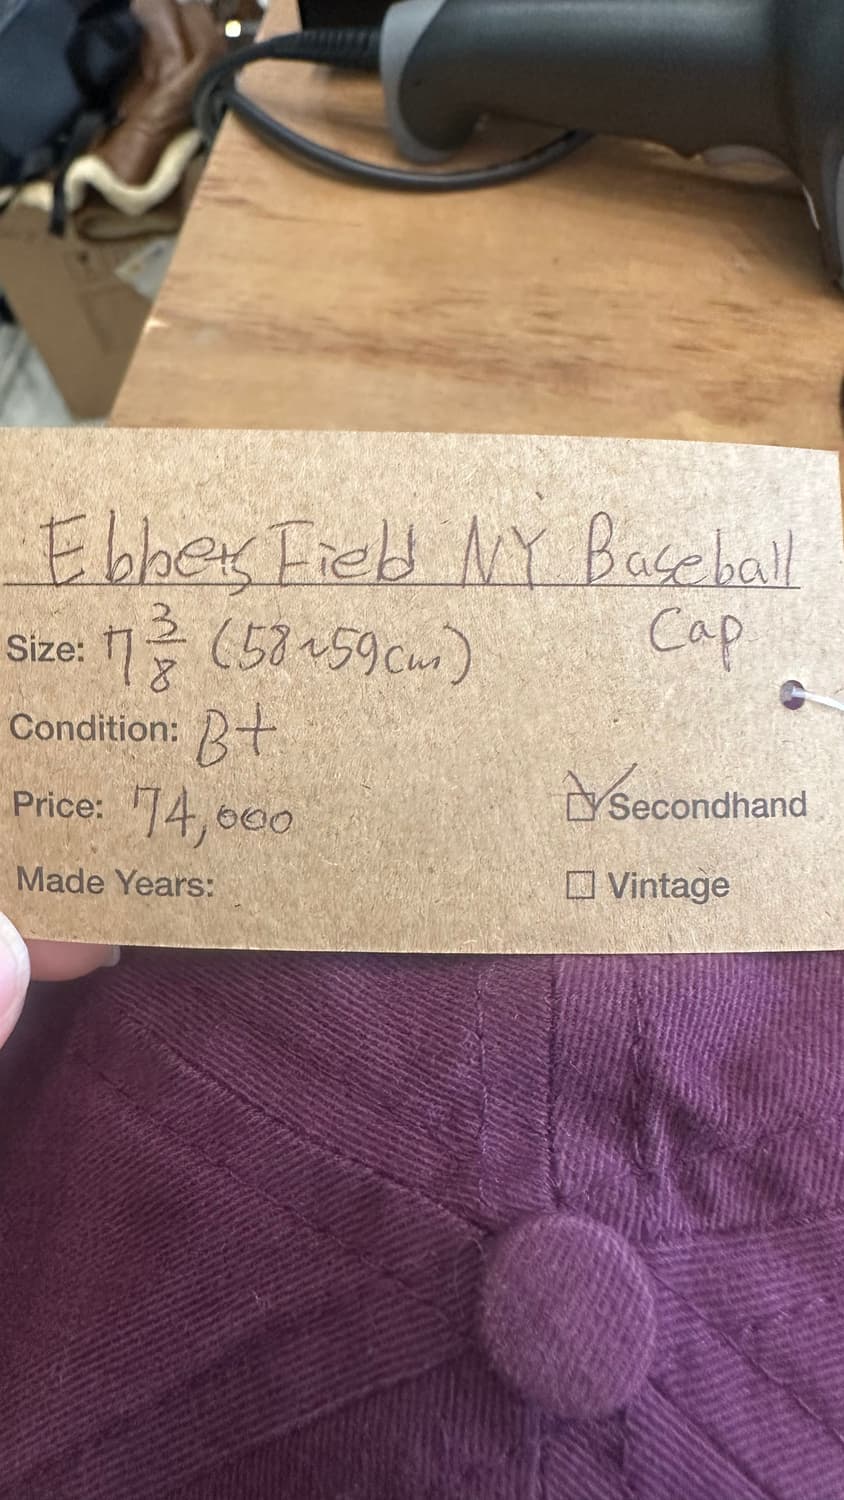 Ebbets Field NY Baseball
Cap
Size: 7 3/8 (58~59cm)
Condition: B+
Price: 74,000
Secondhand
Made Years:
Vintage